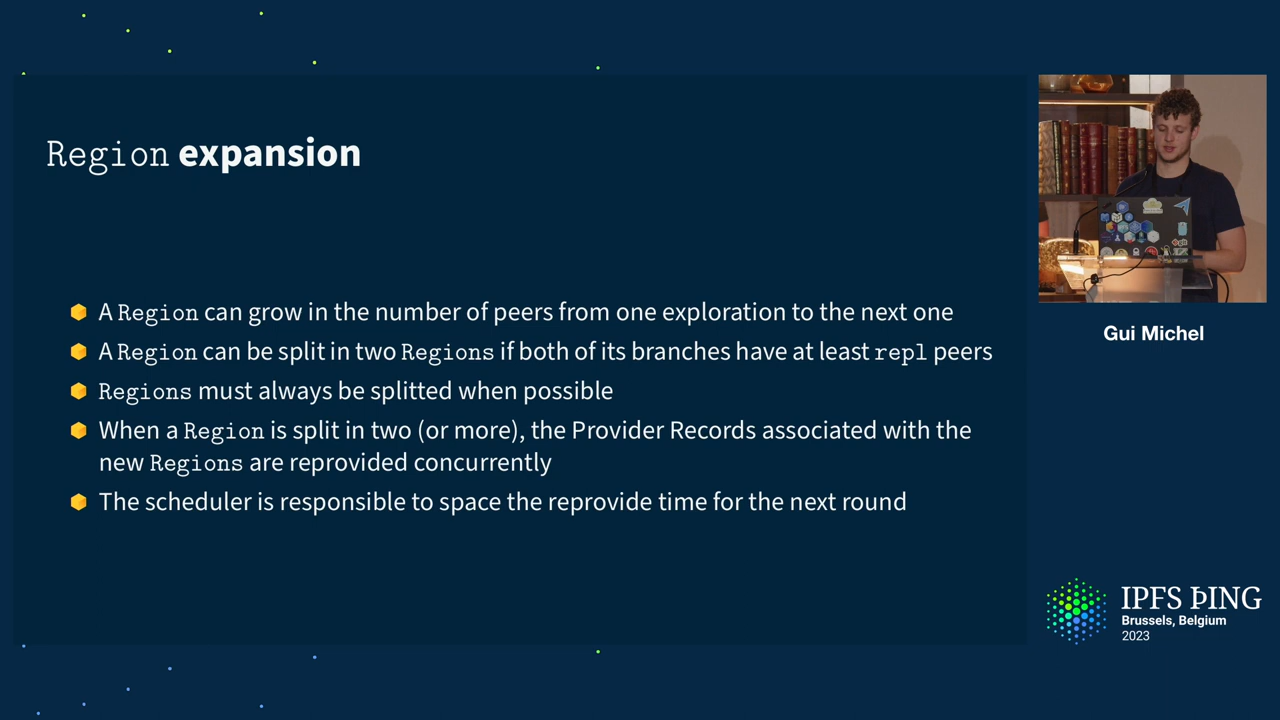 Region expansion
A Region can grow in the number of peers from one exploration to the next one
A Region can be split in two Regions if both of its branches have at least repl peers
Regions must always be splitted when possible
When a Region is split in two (or more), the Provider Records associated with the
new Regions are reprovided concurrently
The scheduler is responsible to space the reprovide time for the next round
Gui Michel
IPFS ÞING
Brussels, Belgium
2023